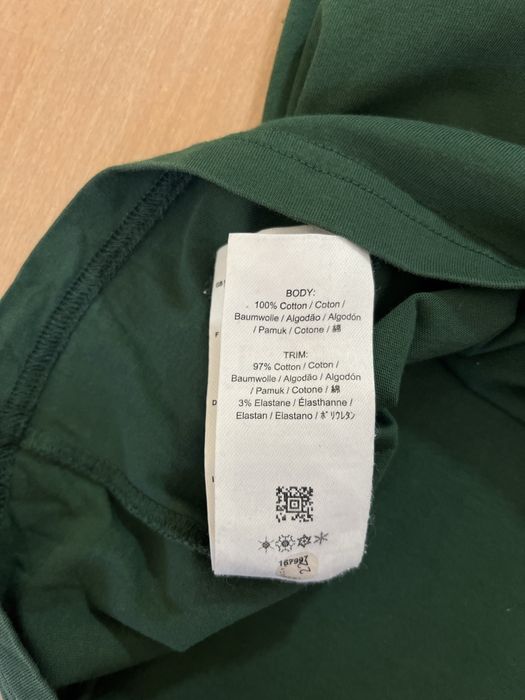 BODY:
100% Cotton / Coton /
Baumwolle / Algodão / Algodón
/ Pamuk / Cotone / 綿
TRIM:
97% Cotton / Coton /
Baumwolle / Algodão / Algodón
/ Pamuk / Cotone / 綿
3% Elastane / Élasthanne /
Elastan / Elastano / ﾎﾟﾘｳﾚﾀﾝ
167997